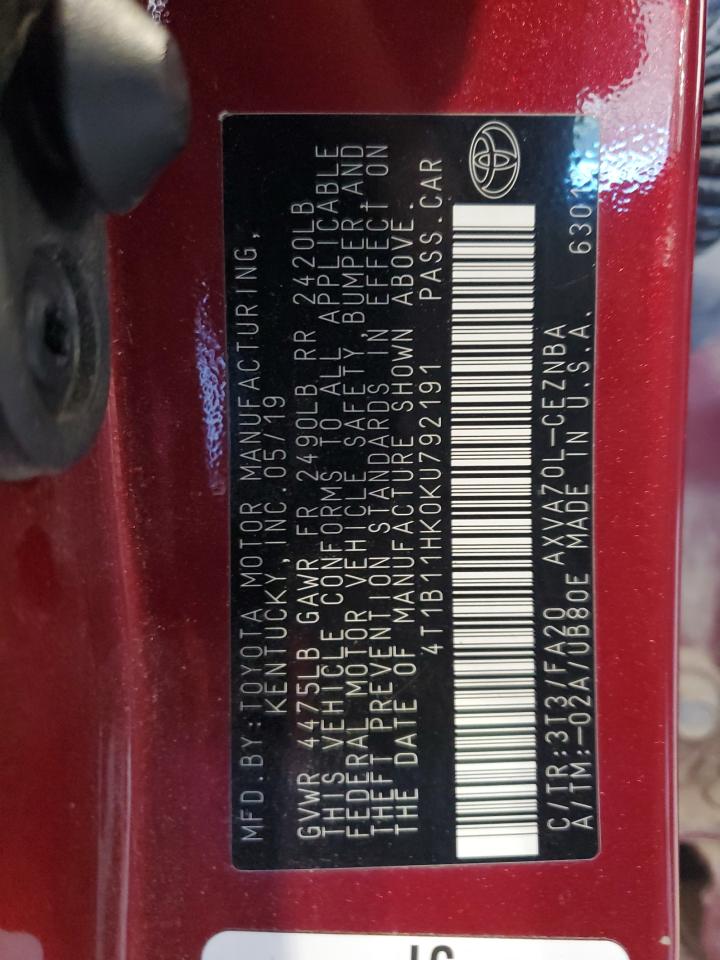 MFD.BY:TOYOTA MOTOR MANUFACTURING,
KENTUCKY, INC. 05/19
GVWR 4475LB GAWR FR 2490LB RR 2420LB
THIS VEHICLE CONFORMS TO ALL APPLICABLE
FEDERAL MOTOR VEHICLE SAFETY, BUMPER AND
THEFT PREVENTION STANDARDS IN EFFECT ON
THE DATE OF MANUFACTURE SHOWN ABOVE.
4T1B11HK0KU792191 PASS.CAR
C/TR:3T3/FA20 AXVA70L-CEZNBA
A/TM:-02A/UB80E MADE IN U.S.A.